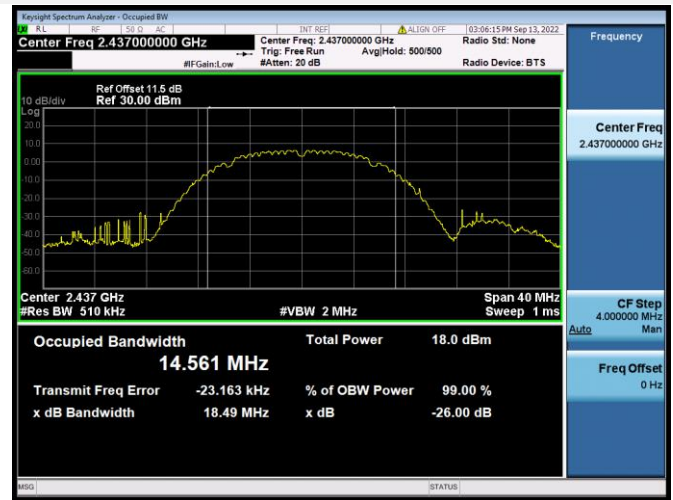 Keysight Spectrum Analyzer - Occupied BW
RL RF 50 Ω AC INT REF ALIGN OFF 03:06:15 PM Sep 13, 2022
Center Freq 2.437000000 GHz
Center Freq: 2.437000000 GHz
Radio Std: None
Trig: Free Run Avg|Hold: 500/500
#IFGain:Low #Atten: 20 dB Radio Device: BTS
Frequency
Ref Offset 11.5 dB
10 dB/div Ref 30.00 dBm
Log
20.0
10.0
0.00
-10.0
-20.0
-30.0
-40.0
-50.0
-60.0
Center 2.437 GHz Span 40 MHz
#Res BW 510 kHz #VBW 2 MHz Sweep 1 ms
Occupied Bandwidth Total Power 18.0 dBm
14.561 MHz
Transmit Freq Error -23.163 kHz % of OBW Power 99.00 %
x dB Bandwidth 18.49 MHz x dB -26.00 dB
Center Freq
2.437000000 GHz
CF Step
4.000000 MHz
Auto Man
Freq Offset
0 Hz
MSG STATUS